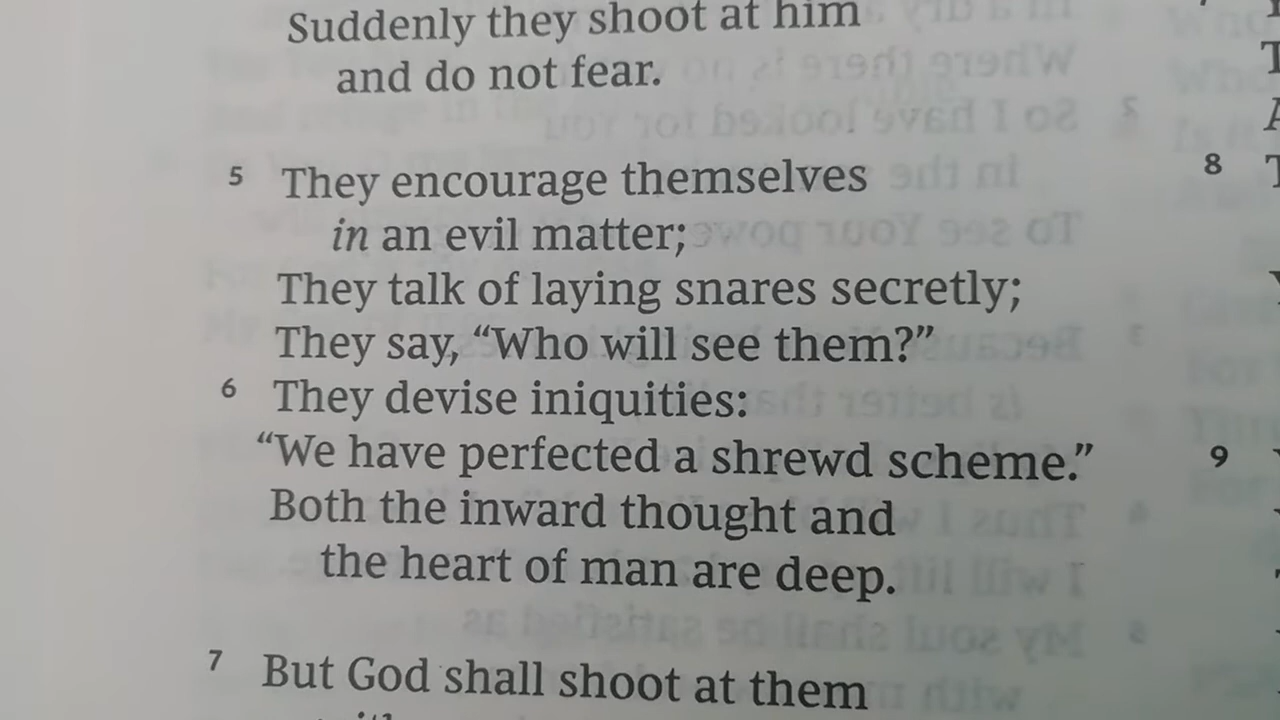 Suddenly they shoot at him
and do not fear.
5 They encourage themselves
in an evil matter;
They talk of laying snares secretly;
They say, “Who will see them?”
6 They devise iniquities:
“We have perfected a shrewd scheme.”
Both the inward thought and
the heart of man are deep.
7 But God shall shoot at them
8
9